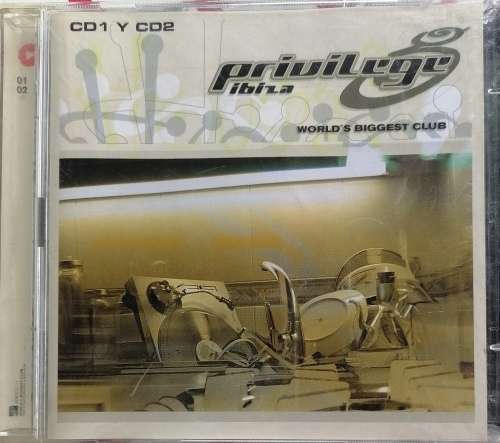 CD1 Y CD2
privilege
ibiza
WORLD'S BIGGEST CLUB
01
02